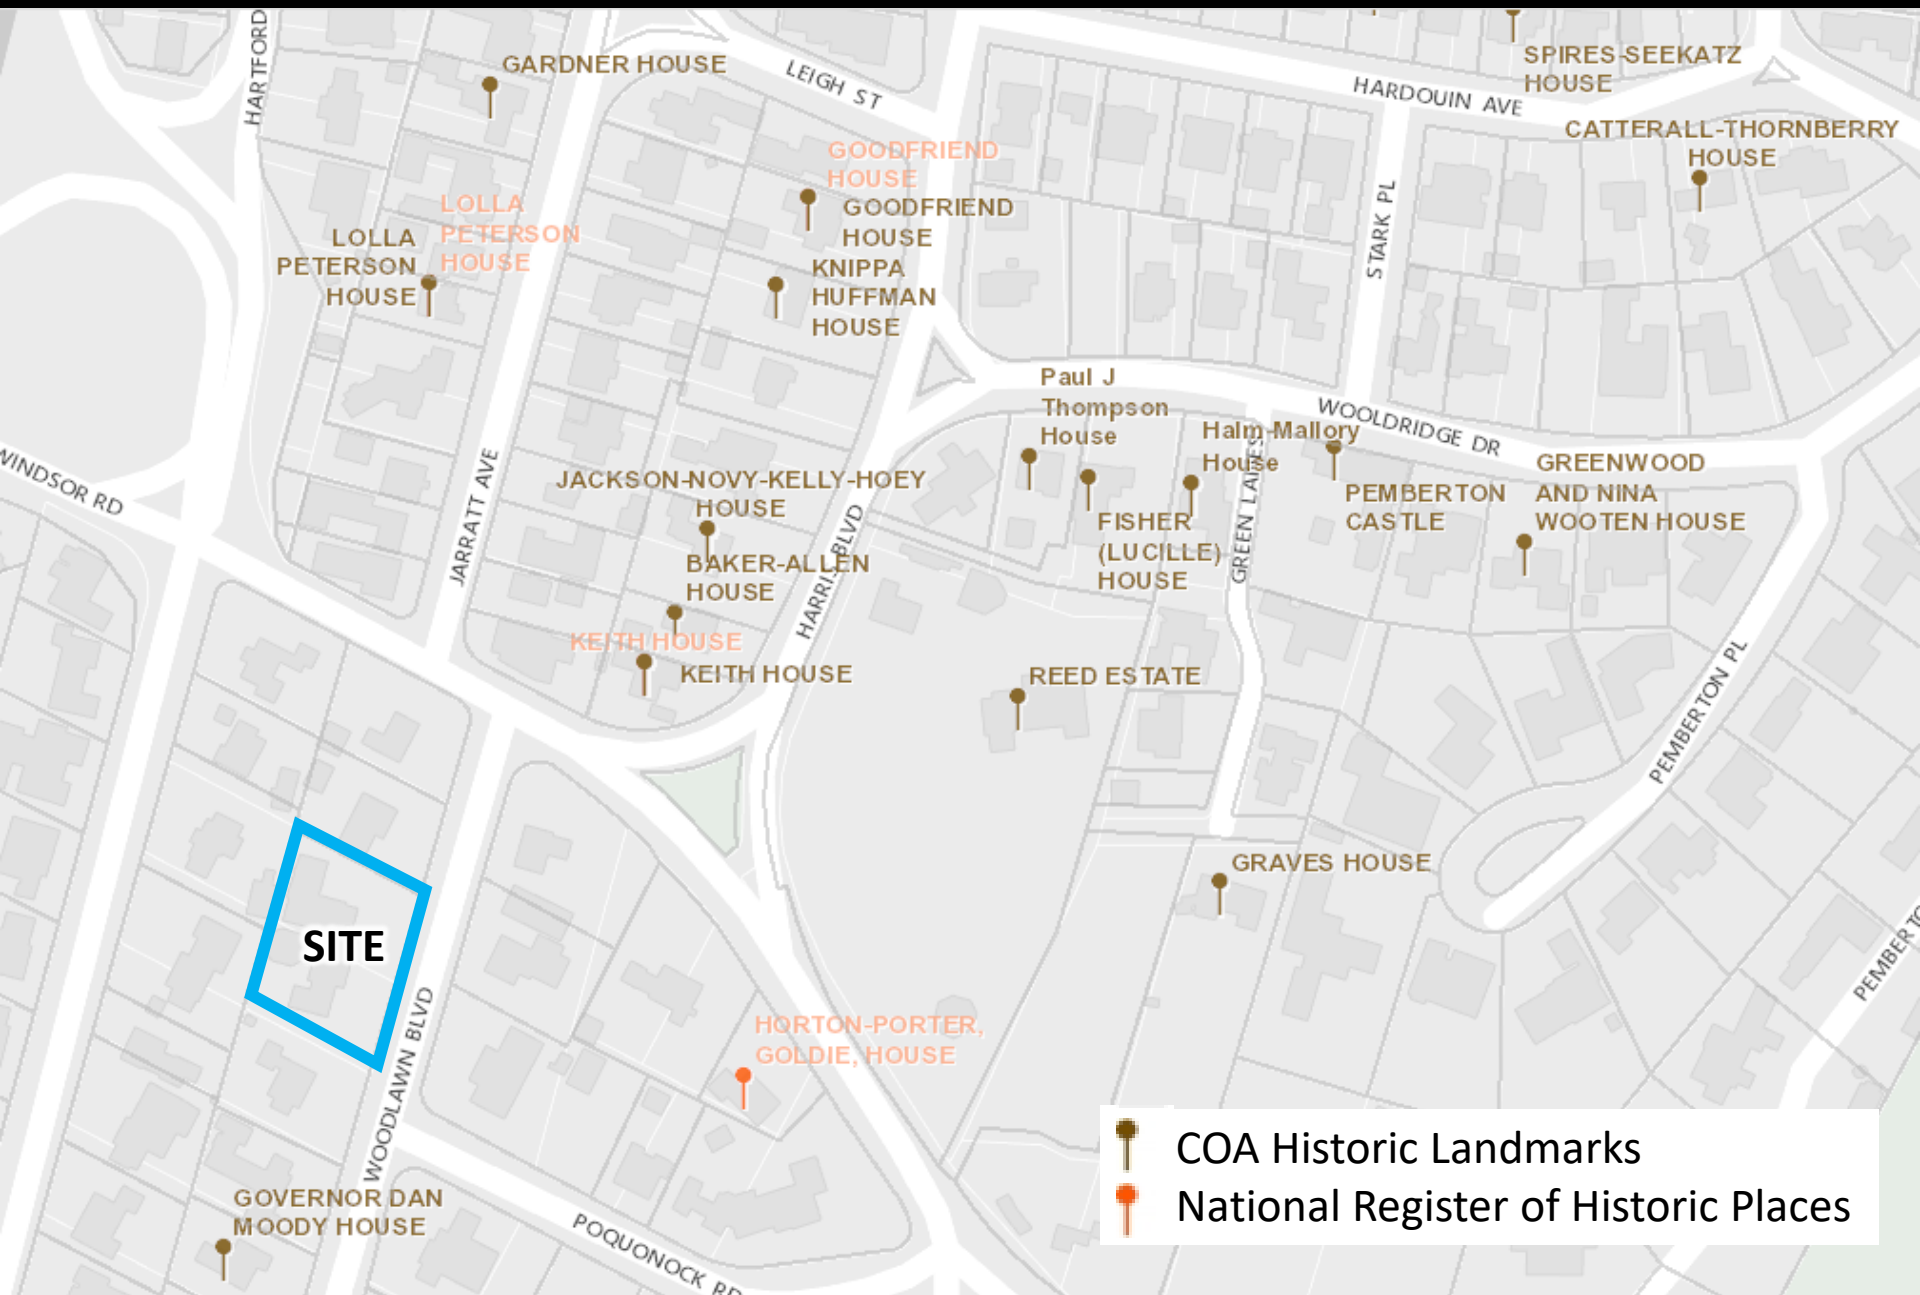 HARTFORD
GARDNER HOUSE
LEIGH ST
SPIRES-SEEKATZ
HOUSE
HARDOUIN AVE
CATTERALL-THORNBERRY
HOUSE
GOODFRIEND
HOUSE
GOODFRIEND
HOUSE
KNIPPA
HUFFMAN
HOUSE
LOLLA
PETERSON
HOUSE
LOLLA
PETERSON
HOUSE
STARK PL
Paul J
Thompson
House
WOOLDRIDGE DR
Halm-Mallory
House
GREENWOOD
AND NINA
WOOTEN HOUSE
PEMBERTON
CASTLE
WINDSOR RD
JARRATT AVE
JACKSON-NOVY-KELLY-HOEY
HOUSE
BAKER-ALLEN
HOUSE
HARRIS BLVD
FISHER
(LUCILLE)
HOUSE
GREEN LANES
KEITH HOUSE
KEITH HOUSE
REED ESTATE
PEMBERTON PL
GRAVES HOUSE
SITE
PEMBERTO
WOODLAWN BLVD
HORTON-PORTER,
GOLDIE, HOUSE
COA Historic Landmarks
National Register of Historic Places
GOVERNOR DAN
MOODY HOUSE
POQUONOCK RD